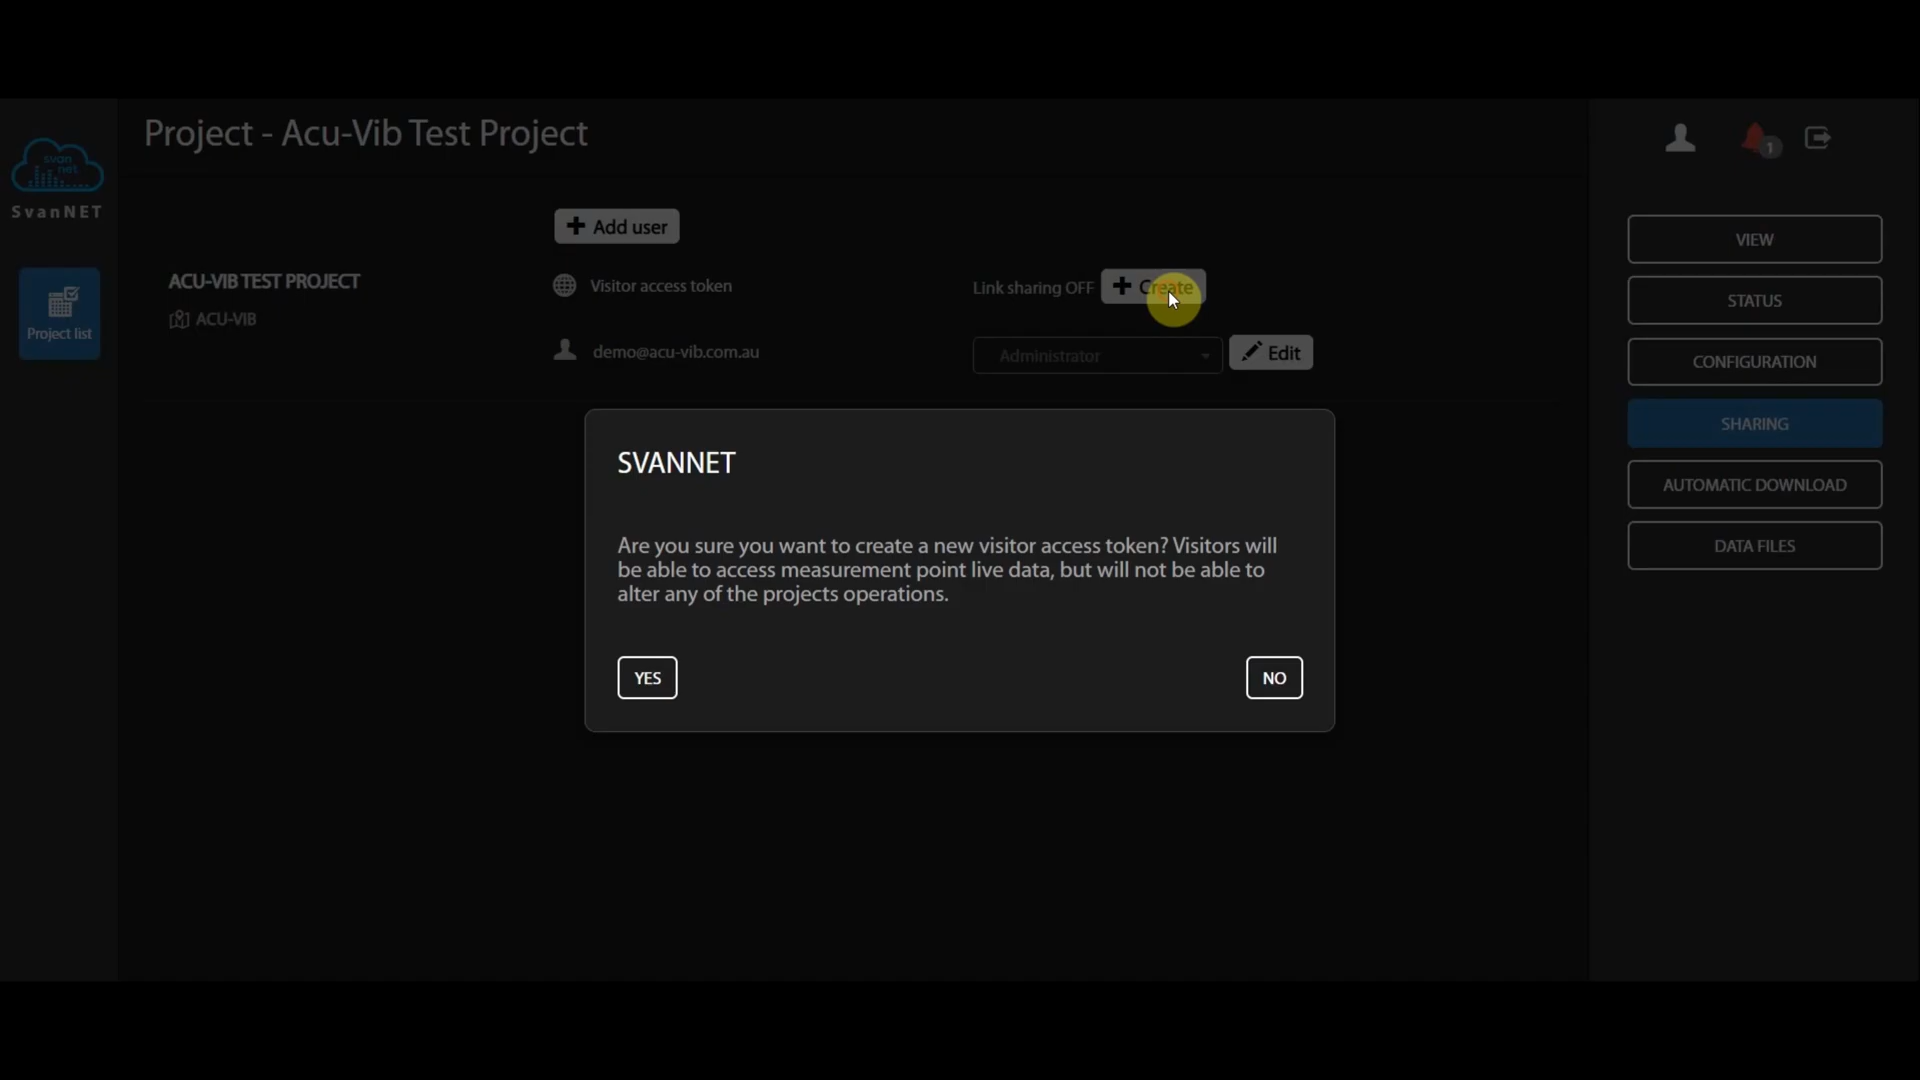 Project - Acu-Vib Test Project
svan
net
SvanNET
1
Add user
VIEW
ACU-VIB TEST PROJECT
Visitor access token
Link sharing OFF
Create
STATUS
Project list
ACU-VIB
demo@acu-vib.com.au
Administrator
Edit
CONFIGURATION
SHARING
SVANNET
AUTOMATIC DOWNLOAD
Are you sure you want to create a new visitor access token? Visitors will
be able to access measurement point live data, but will not be able to
alter any of the projects operations.
DATA FILES
YES
NO